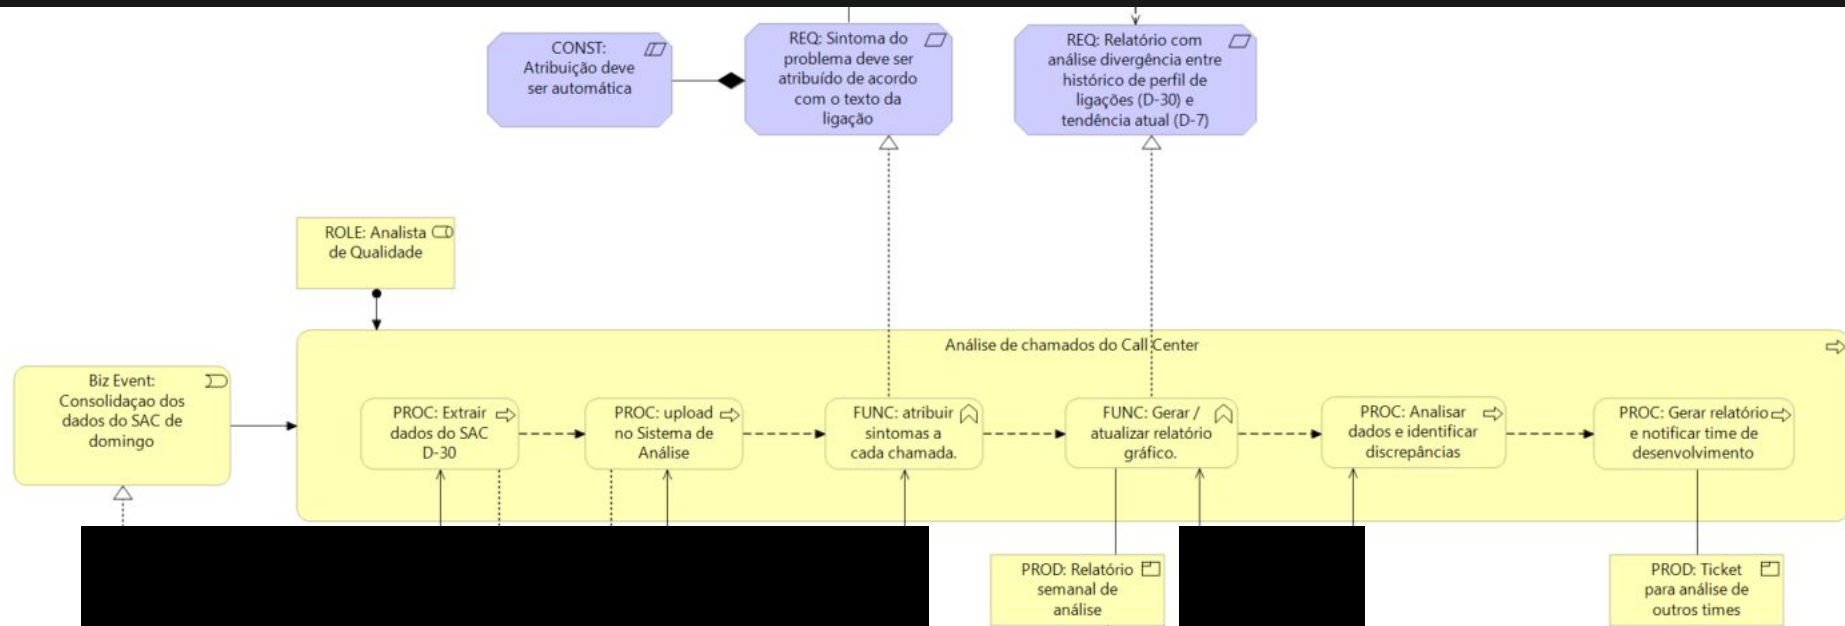 CONST:
Atribuição deve
ser automática
REQ: Sintoma do
problema deve ser
atribuído de acordo
com o texto da
ligação
REQ: Relatório com
análise divergência entre
histórico de perfil de
ligações (D-30) e
tendência atual (D-7)
ROLE: Analista
de Qualidade
Análise de chamados do Call Center
Biz Event:
Consolidaçao dos
dados do SAC de
domingo
PROC: Extrair
dados do SAC
D-30
PROC: upload
no Sistema de
Análise
FUNC: atribuir
sintomas a
cada chamada.
FUNC: Gerar /
atualizar relatório
gráfico.
PROC: Analisar
dados e identificar
discrepâncias
PROC: Gerar relatório
e notificar time de
desenvolvimento
PROD: Relatório
semanal de
análise
PROD: Ticket
para análise de
outros times